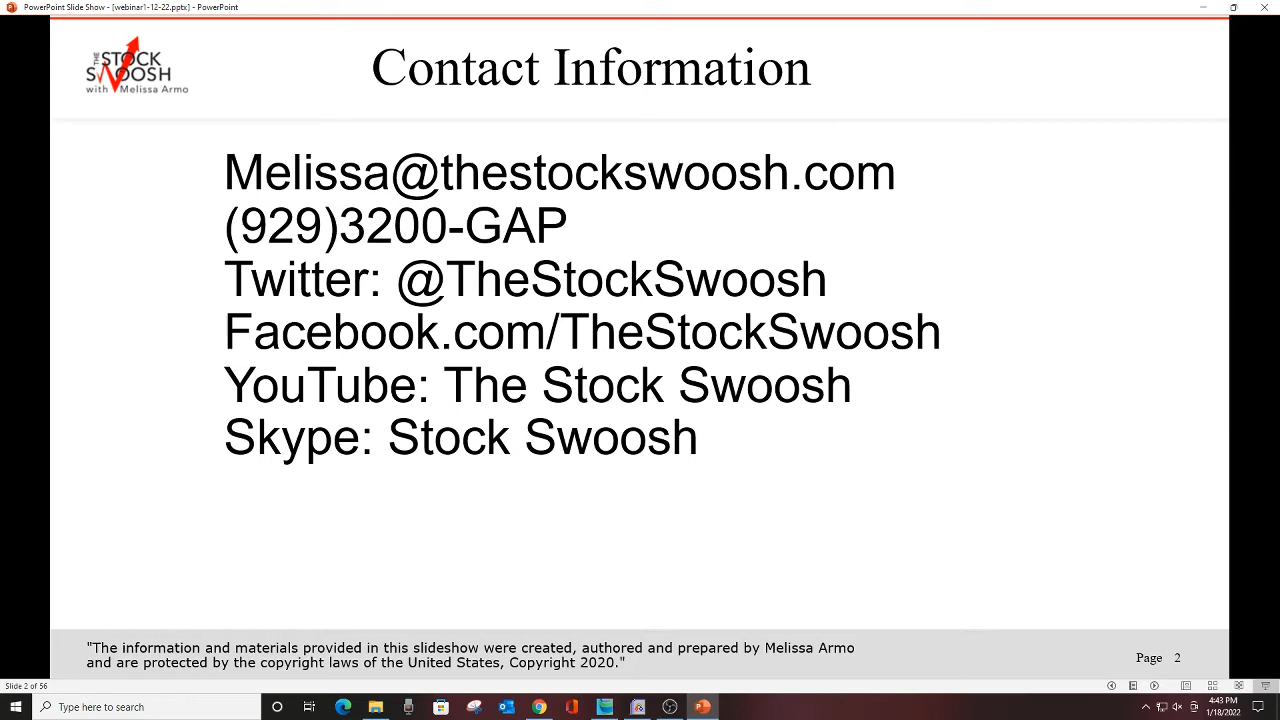 PowerPoint Slide Show - [webinar1-12-22.pptx] - PowerPoint
THE
STOCK
SWOOSH
with Melissa Armo
Contact Information
Melissa@thestockswoosh.com
(929)3200-GAP
Twitter: @TheStockSwoosh
Facebook.com/TheStockSwoosh
YouTube: The Stock Swoosh
Skype: Stock Swoosh
"The information and materials provided in this slideshow were created, authored and prepared by Melissa Armo
and are protected by the copyright laws of the United States, Copyright 2020."
Page 2
Slide 2 of 56
Type here to search
4:43 PM
1/18/2022